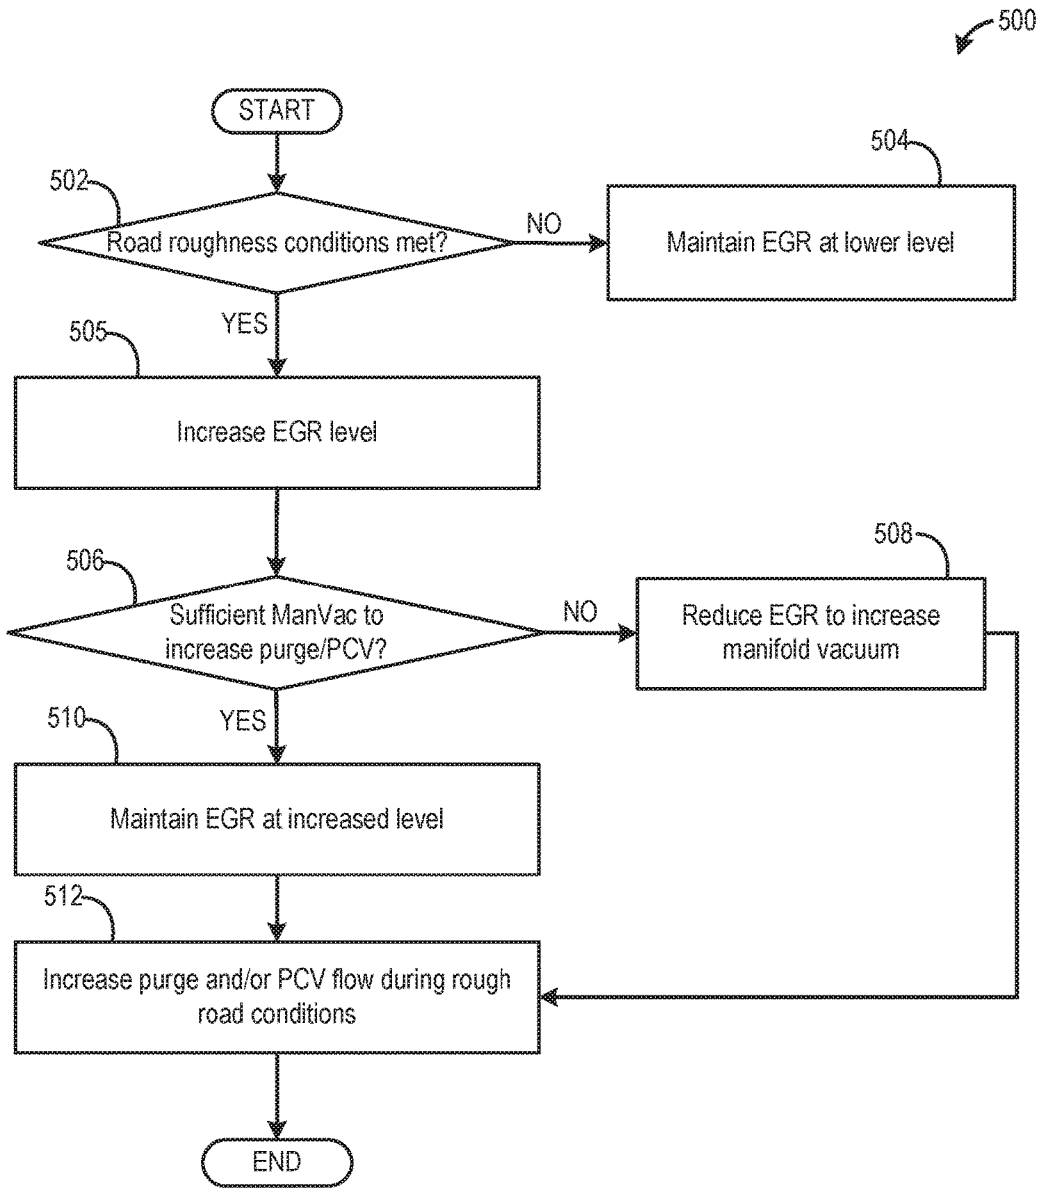 500
START
504
502
Road roughness conditions met?
NO
Maintain EGR at lower level
YES
505
Increase EGR level
506
508
Sufficient ManVac to
increase purge/PCV?
NO
Reduce EGR to increase
manifold vacuum
YES
510
Maintain EGR at increased level
512
Increase purge and/or PCV flow during rough
road conditions
END